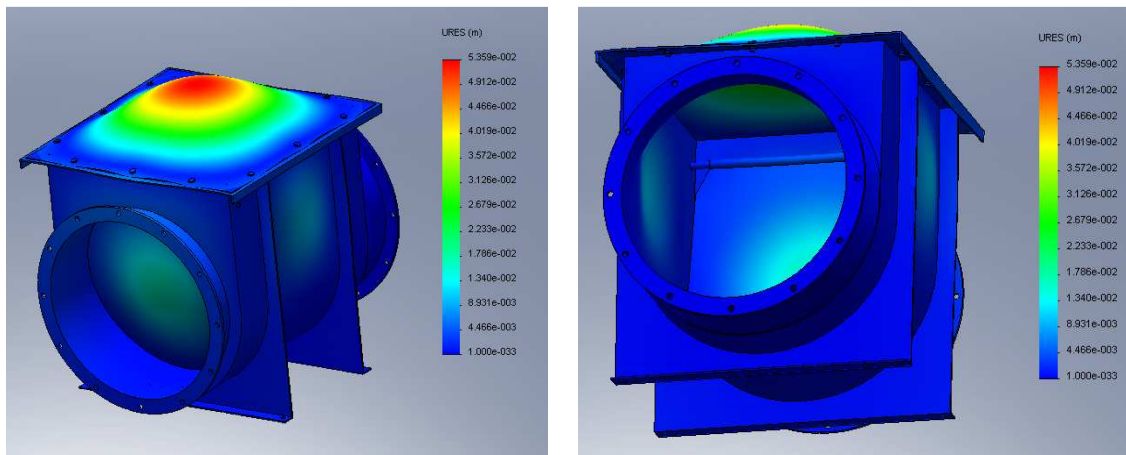 URES (m)
5.359e-002
4.912e-002
4.466e-002
4.019e-002
3.572e-002
3.126e-002
2.679e-002
2.233e-002
1.786e-002
1.340e-002
8.931e-003
4.466e-003
1.000e-033
URES (m)
5.359e-002
4.912e-002
4.466e-002
4.019e-002
3.572e-002
3.126e-002
2.679e-002
2.233e-002
1.786e-002
1.340e-002
8.931e-003
4.466e-003
1.000e-033